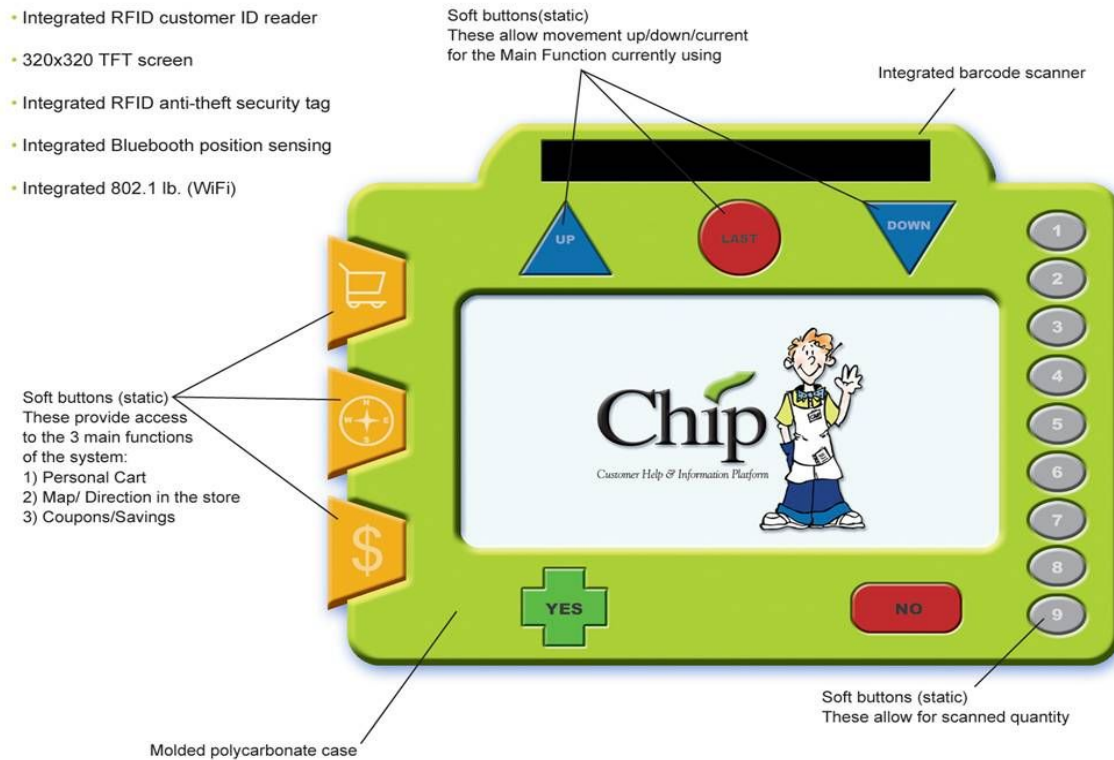 • Integrated RFID customer ID reader
• 320x320 TFT screen
• Integrated RFID anti-theft security tag
• Integrated Bluebooth position sensing
• Integrated 802.1 lb. (WiFi)
Soft buttons(static)
These allow movement up/down/current
for the Main Function currently using
Integrated barcode scanner
UP
LAST
DOWN
1
2
3
4
5
6
7
8
9
Soft buttons (static)
These provide access
to the 3 main functions
of the system:
1) Personal Cart
2) Map/ Direction in the store
3) Coupons/Savings
$
Chip
Customer Help & Information Platform
YES
NO
Soft buttons (static)
These allow for scanned quantity
Molded polycarbonate case